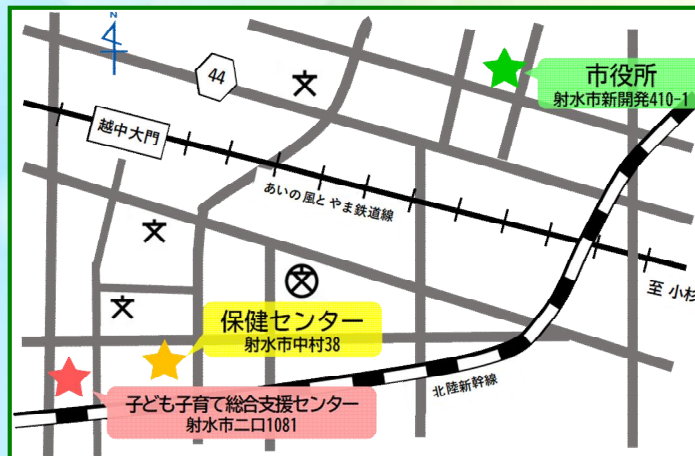 N
44
市役所
射水市新開発410-1
越中大門
あいの風とやま鉄道線
至 小杉
保健センター
射水市中村38
北陸新幹線
子ども子育て総合支援センター
射水市二口1081